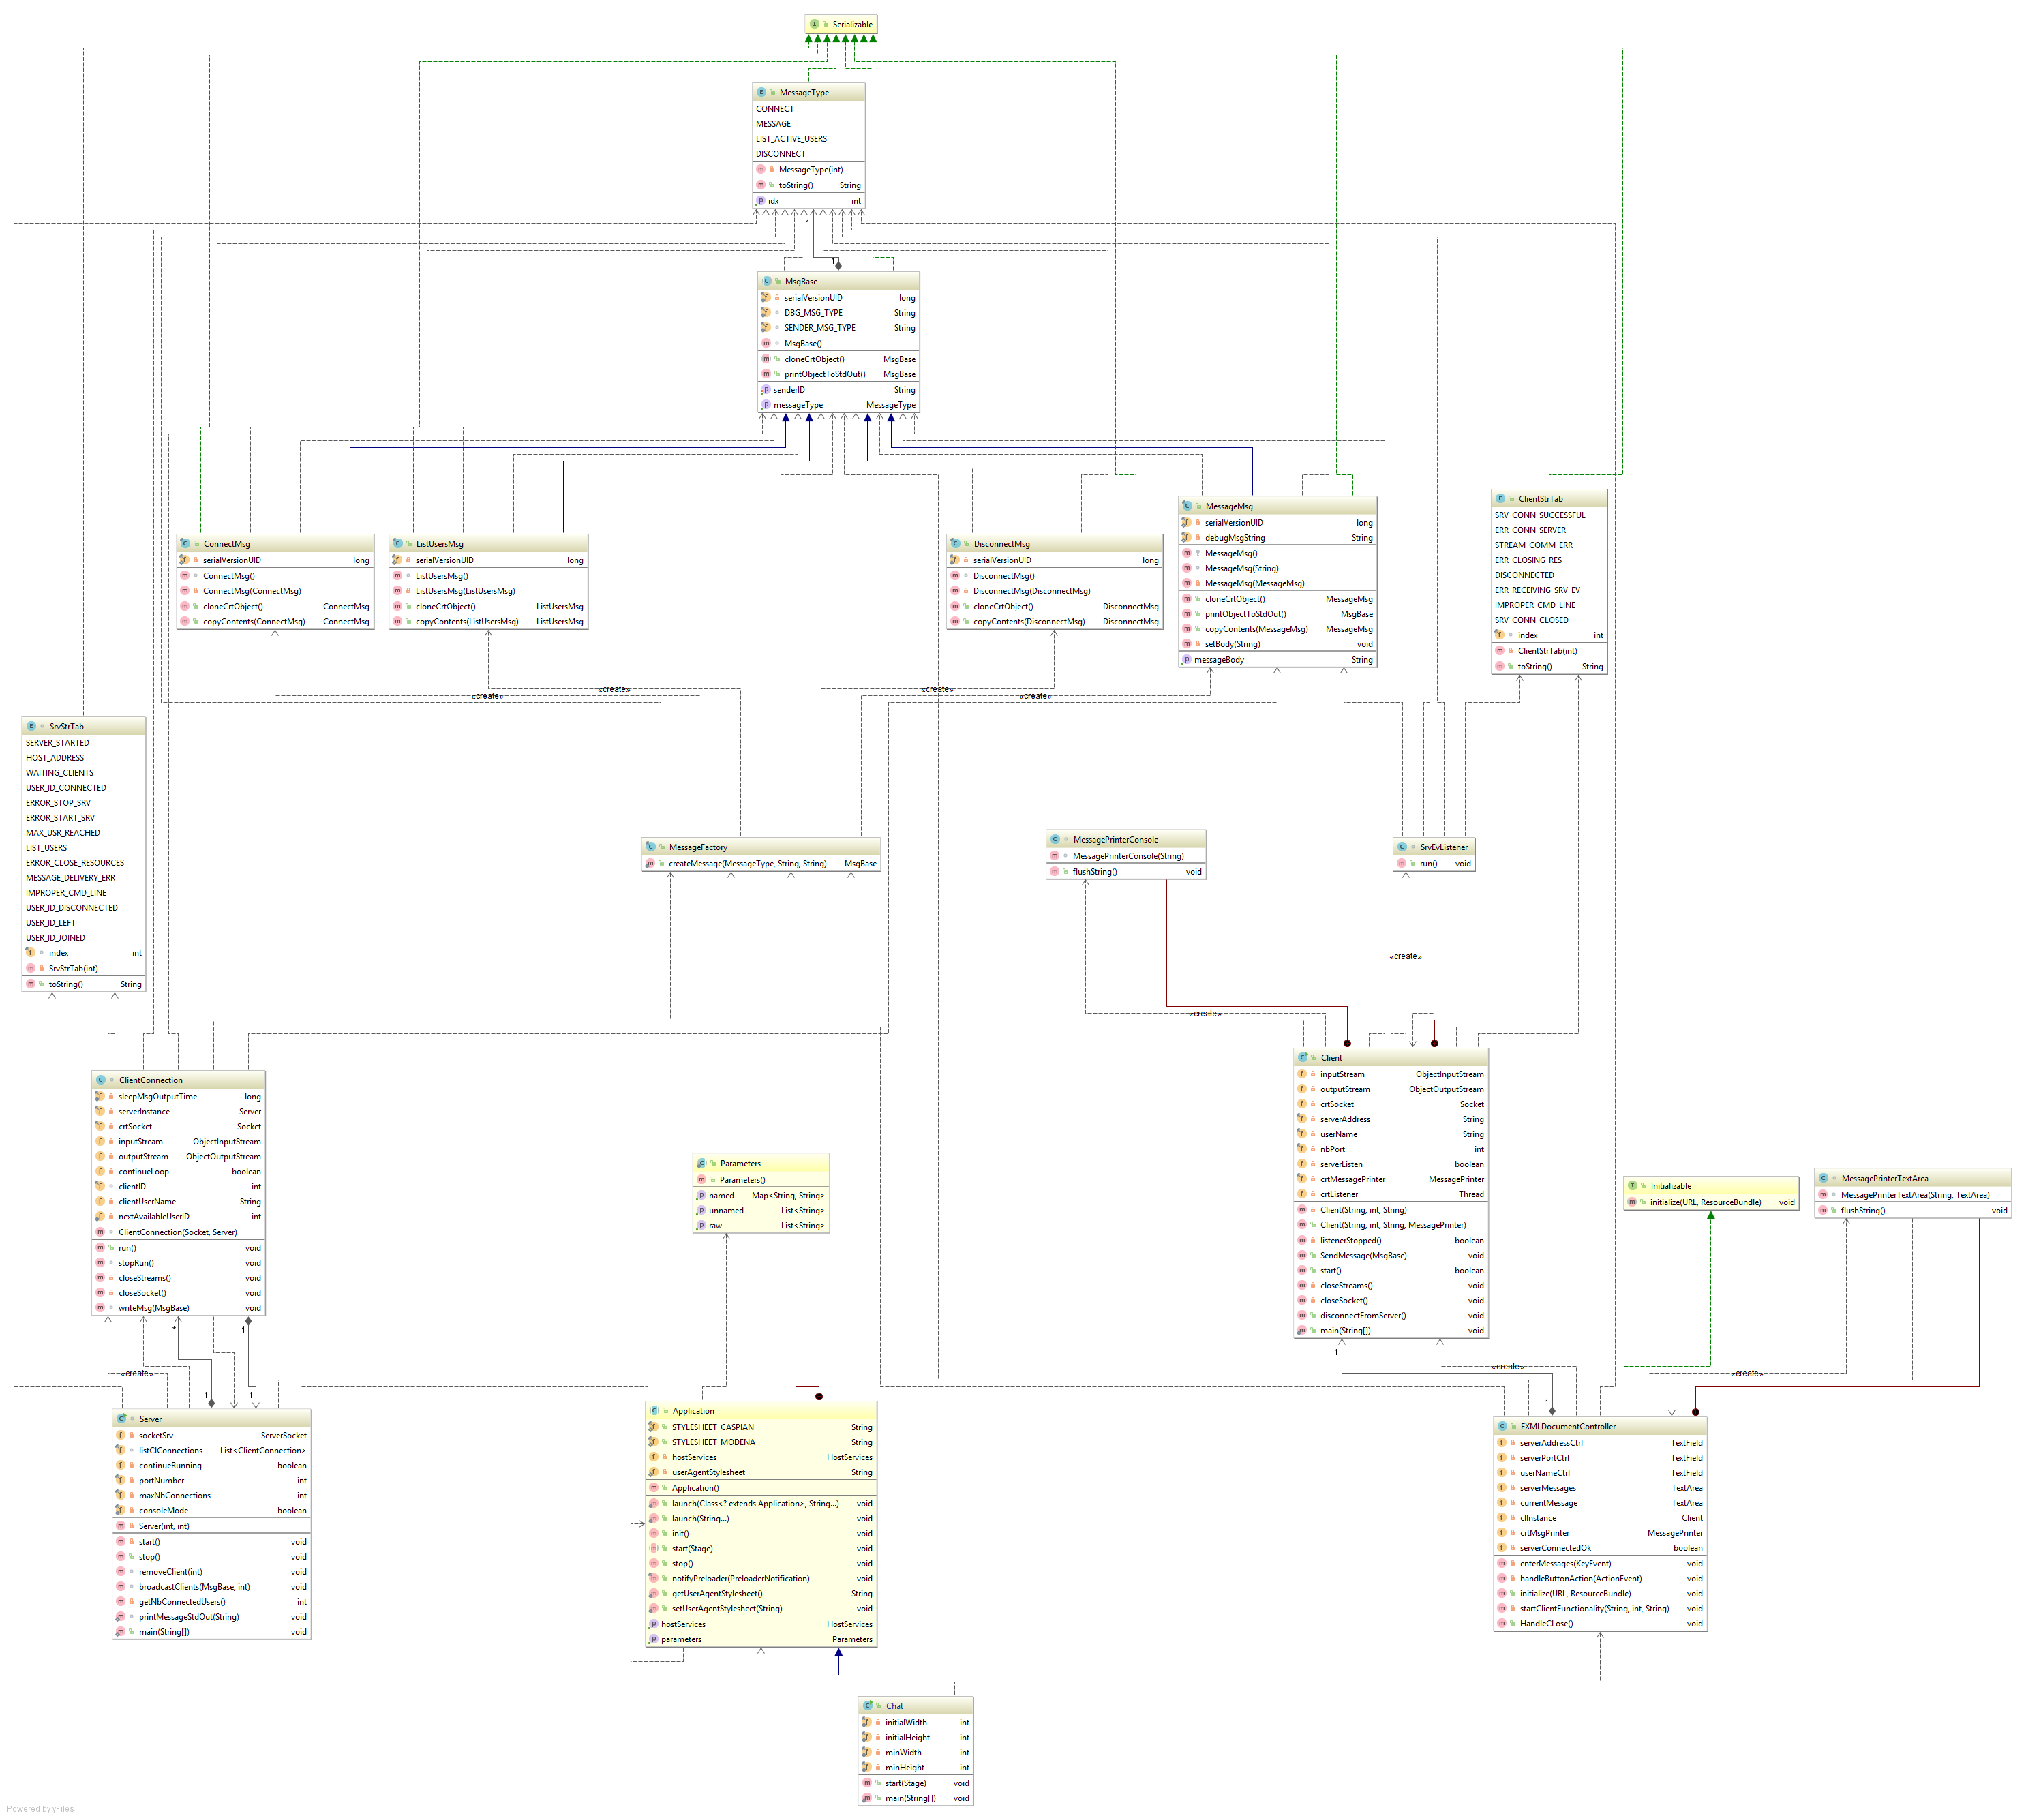 Serializable
MessageType
CONNECT
MESSAGE
LIST_ACTIVE_USERS
DISCONNECT
MessageType(int)
toString() String
idx int
1
1
MsgBase
serialVersionUID long
DBG_MSG_TYPE String
SENDER_MSG_TYPE String
MsgBase()
cloneCrtObject() MsgBase
printObjectToStdOut() MsgBase
senderID String
messageType MessageType
ConnectMsg
serialVersionUID long
ConnectMsg()
ConnectMsg(ConnectMsg)
cloneCrtObject() ConnectMsg
copyContents(ConnectMsg) ConnectMsg
ListUsersMsg
serialVersionUID long
ListUsersMsg()
ListUsersMsg(ListUsersMsg)
cloneCrtObject() ListUsersMsg
copyContents(ListUsersMsg) ListUsersMsg
DisconnectMsg
serialVersionUID long
DisconnectMsg()
DisconnectMsg(DisconnectMsg)
cloneCrtObject() DisconnectMsg
copyContents(DisconnectMsg) DisconnectMsg
MessageMsg
serialVersionUID long
debugMsgString String
MessageMsg()
MessageMsg(String)
MessageMsg(MessageMsg)
cloneCrtObject() MessageMsg
printObjectToStdOut() MsgBase
copyContents(MessageMsg) MessageMsg
setBody(String) void
messageBody String
ClientStrTab
SRV_CONN_SUCCESSFUL
ERR_CONN_SERVER
STREAM_COMM_ERR
ERR_CLOSING_RES
DISCONNECTED
ERR_RECEIVING_SRV_EV
IMPROPER_CMD_LINE
SRV_CONN_CLOSED
index int
ClientStrTab(int)
toString() String
«create»
«create»
«create»
«create»
SrvStrTab
SERVER_STARTED
HOST_ADDRESS
WAITING_CLIENTS
USER_ID_CONNECTED
ERROR_STOP_SRV
ERROR_START_SRV
MAX_USR_REACHED
LIST_USERS
ERROR_CLOSE_RESOURCES
MESSAGE_DELIVERY_ERR
IMPROPER_CMD_LINE
USER_ID_DISCONNECTED
USER_ID_LEFT
USER_ID_JOINED
index int
SrvStrTab(int)
toString() String
MessageFactory
createMessage(MessageType, String, String) MsgBase
MessagePrinterConsole
MessagePrinterConsole(String)
flushString() void
SrvEvListener
run() void
«create»
«create»
ClientConnection
sleepMsgOutputTime long
serverInstance Server
crtSocket Socket
inputStream ObjectInputStream
outputStream ObjectOutputStream
continueLoop boolean
clientID int
clientUserName String
nextAvailableUserID int
ClientConnection(Socket, Server)
run() void
stopRun() void
closeStreams() void
closeSocket() void
writeMsg(MsgBase) void
Client
inputStream ObjectInputStream
outputStream ObjectOutputStream
crtSocket Socket
serverAddress String
userName String
nbPort int
serverListen boolean
crtMessagePrinter MessagePrinter
crtListener Thread
Client(String, int, String)
Client(String, int, String, MessagePrinter)
listenerStopped() boolean
SendMessage(MsgBase) void
start() boolean
closeStreams() void
closeSocket() void
disconnectFromServer() void
main(String[]) void
Parameters
Parameters()
named Map<String, String>
unnamed List<String>
raw List<String>
Initializable
initialize(URL, ResourceBundle) void
MessagePrinterTextArea
MessagePrinterTextArea(String, TextArea)
flushString() void
*
1
1
«create»
1
1
«create»
«create»
1
Server
socketSrv ServerSocket
listClConnections List<ClientConnection>
continueRunning boolean
portNumber int
maxNbConnections int
consoleMode boolean
Server(int, int)
start() void
stop() void
removeClient(int) void
broadcastClients(MsgBase, int) void
getNbConnectedUsers() int
printMessageStdOut(String) void
main(String[]) void
Application
STYLESHEET_CASPIAN String
STYLESHEET_MODENA String
hostServices HostServices
userAgentStylesheet String
Application()
launch(Class<? extends Application>, String...) void
launch(String...) void
init() void
start(Stage) void
stop() void
notifyPreloader(PreloaderNotification) void
getUserAgentStylesheet() String
setUserAgentStylesheet(String) void
hostServices HostServices
parameters Parameters
FXMLDocumentController
serverAddressCtrl TextField
serverPortCtrl TextField
userNameCtrl TextField
serverMessages TextArea
currentMessage TextArea
clInstance Client
crtMsgPrinter MessagePrinter
serverConnectedOk boolean
enterMessages(KeyEvent) void
handleButtonAction(ActionEvent) void
initialize(URL, ResourceBundle) void
startClientFunctionality(String, int, String) void
HandleCLose() void
Chat
initialWidth int
initialHeight int
minWidth int
minHeight int
start(Stage) void
main(String[]) void
Powered by yFiles